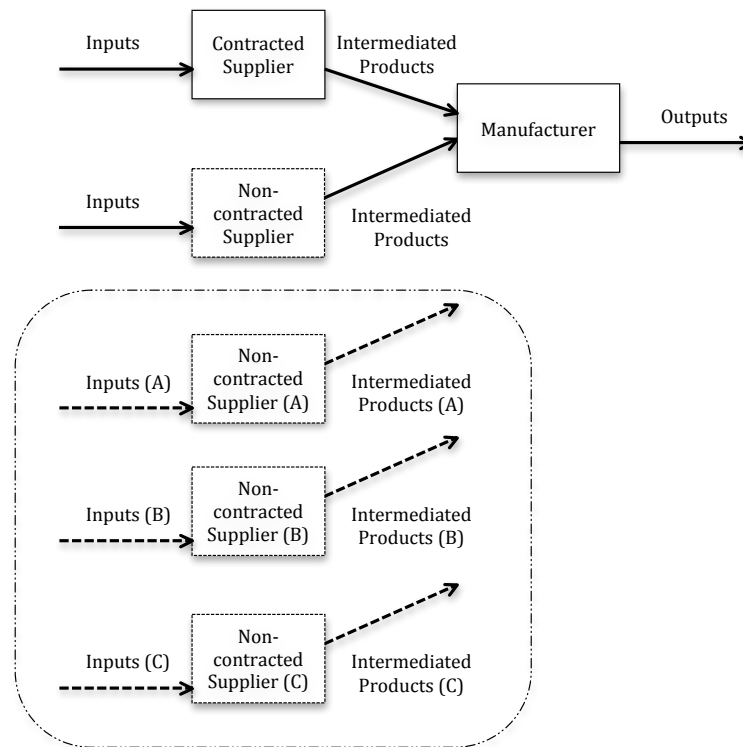 Inputs
Contracted
Supplier
Intermediated
Products
Manufacturer
Outputs
Inputs
Non-
contracted
Supplier
Intermediated
Products
Inputs (A)
Non-
contracted
Supplier (A)
Intermediated
Products (A)
Inputs (B)
Non-
contracted
Supplier (B)
Intermediated
Products (B)
Inputs (C)
Non-
contracted
Supplier (C)
Intermediated
Products (C)